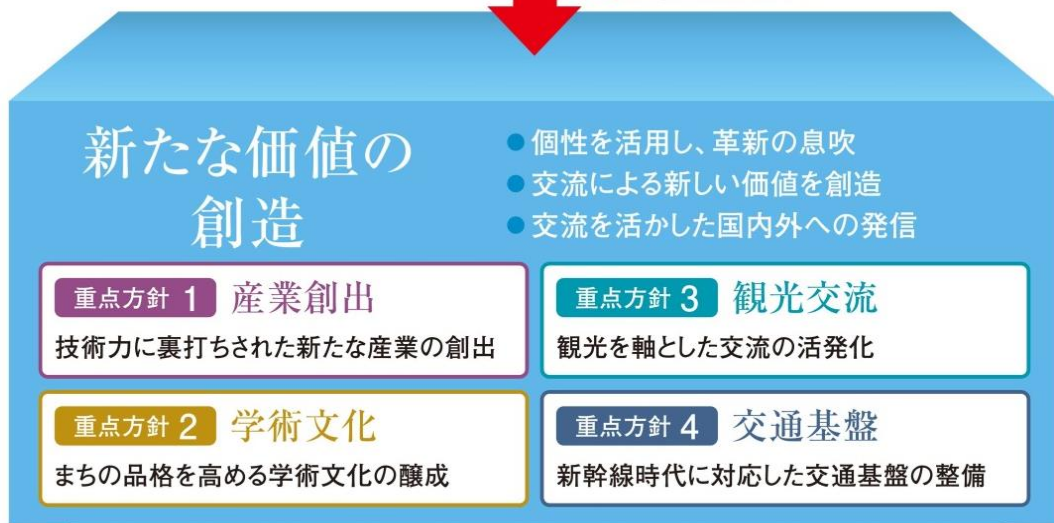 新たな価値の
創造
●個性を活用し、革新の息吹
●交流による新しい価値を創造
●交流を活かした国内外への発信
重点方針 1 産業創出
技術力に裏打ちされた新たな産業の創出
重点方針 2 学術文化
まちの品格を高める学術文化の醸成
重点方針 3 観光交流
観光を軸とした交流の活発化
重点方針 4 交通基盤
新幹線時代に対応した交通基盤の整備